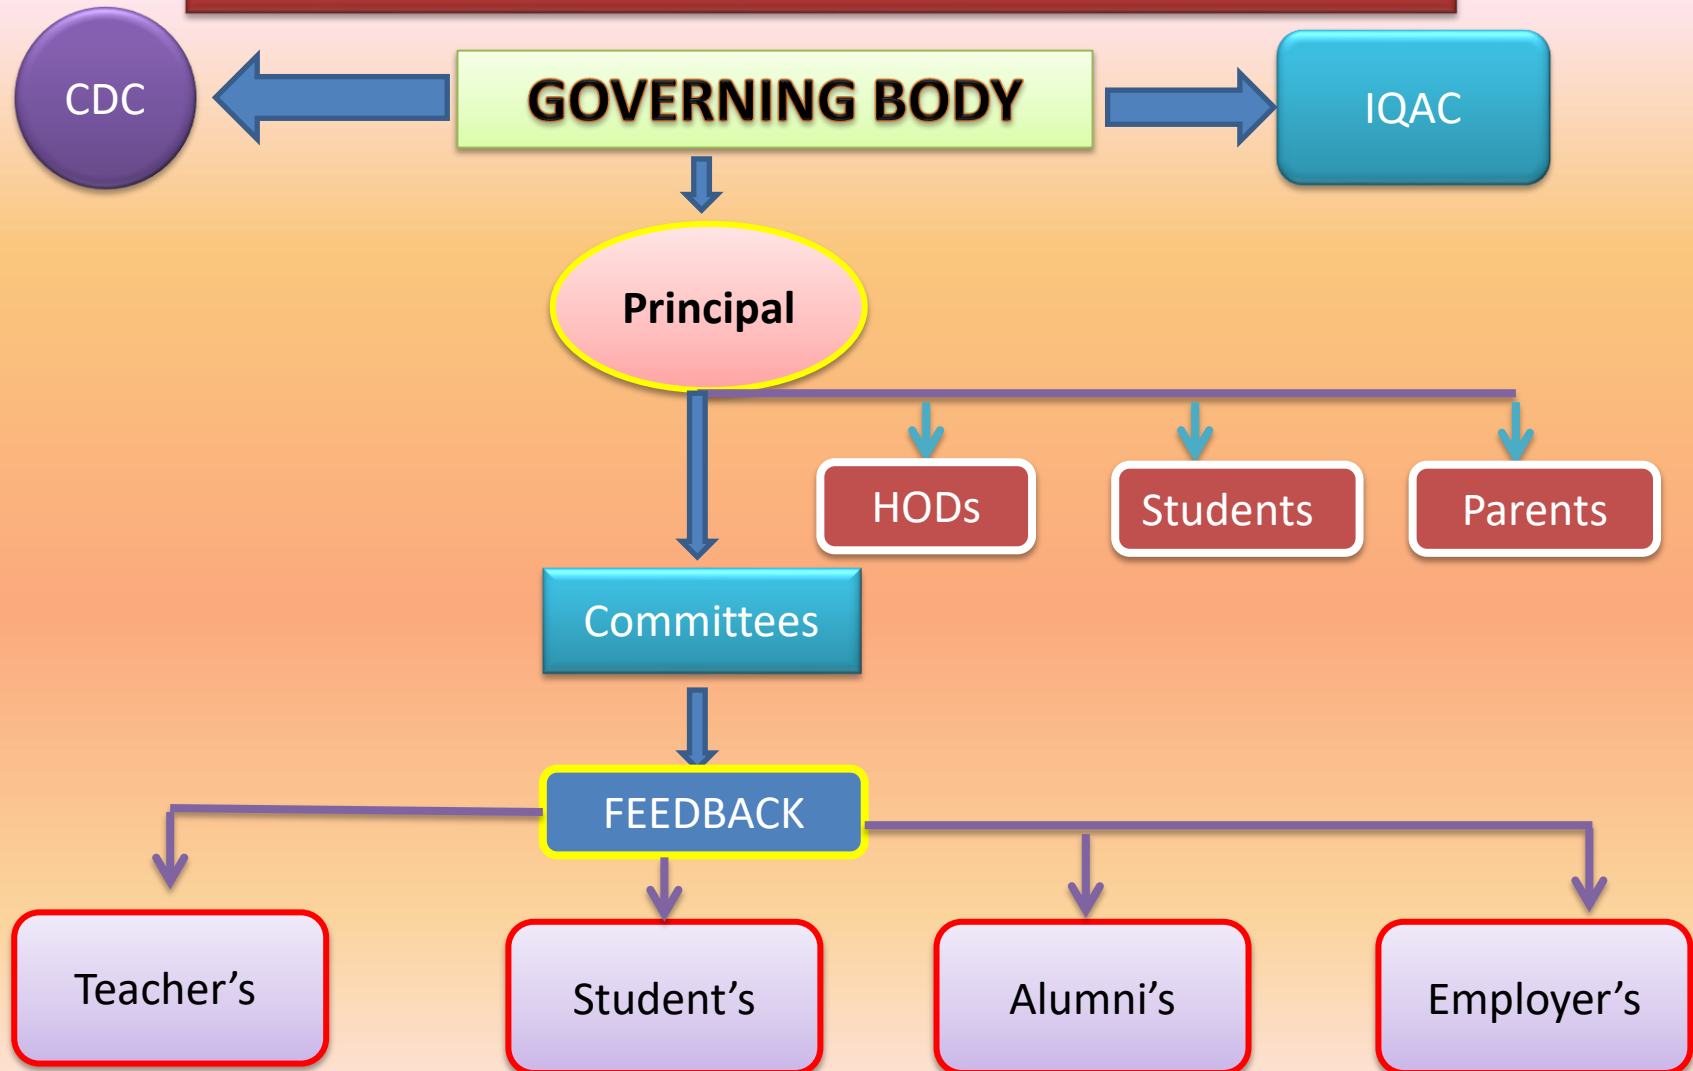 CDC
GOVERNING BODY
IQAC
Principal
HODs
Students
Parents
Committees
FEEDBACK
Teacher’s
Student’s
Alumni’s
Employer’s